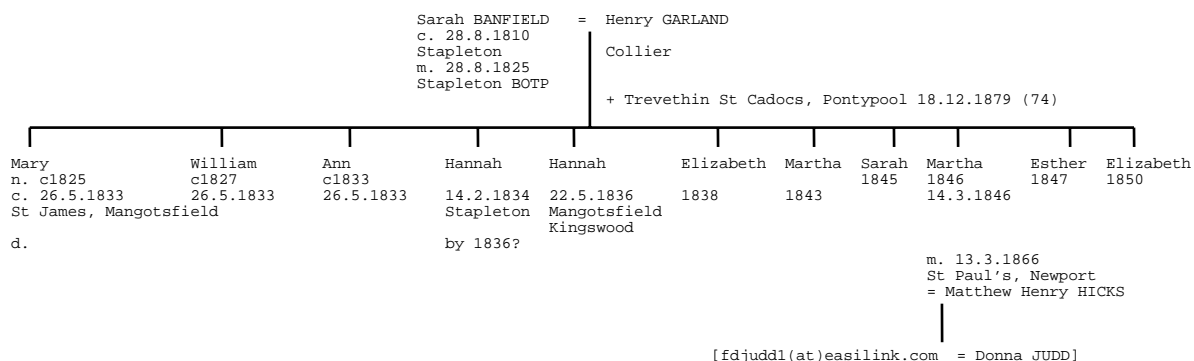 Sarah BANFIELD = Henry GARLAND
c. 28.8.1810
Stapleton Collier
m. 28.8.1825
Stapleton BOTP
+ Trevethin St Cadocs, Pontypool 18.12.1879 (74)
Mary William Ann Hannah Hannah Elizabeth Martha Sarah Martha Esther Elizabeth
n. c1825 c1827 c1833 1845 1846 1847 1850
c. 26.5.1833 26.5.1833 26.5.1833 14.2.1834 22.5.1836 1838 1843 14.3.1846
St James, Mangotsfield Stapleton Mangotsfield
Kingswood
d. by 1836?
m. 13.3.1866
St Paul's, Newport
= Matthew Henry HICKS
[fdjudd1(at)easilink.com = Donna JUDD]